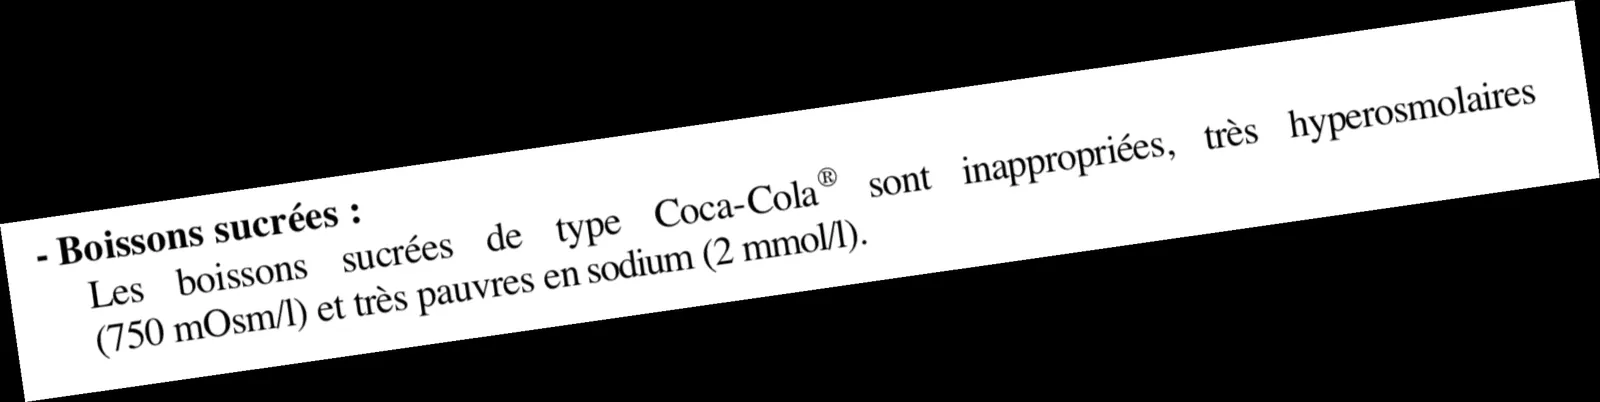 - Boissons sucrées :
Les boissons sucrées de type Coca-Cola® sont inappropriées, très hyperosmolaires
(750 mOsm/l) et très pauvres en sodium (2 mmol/l).